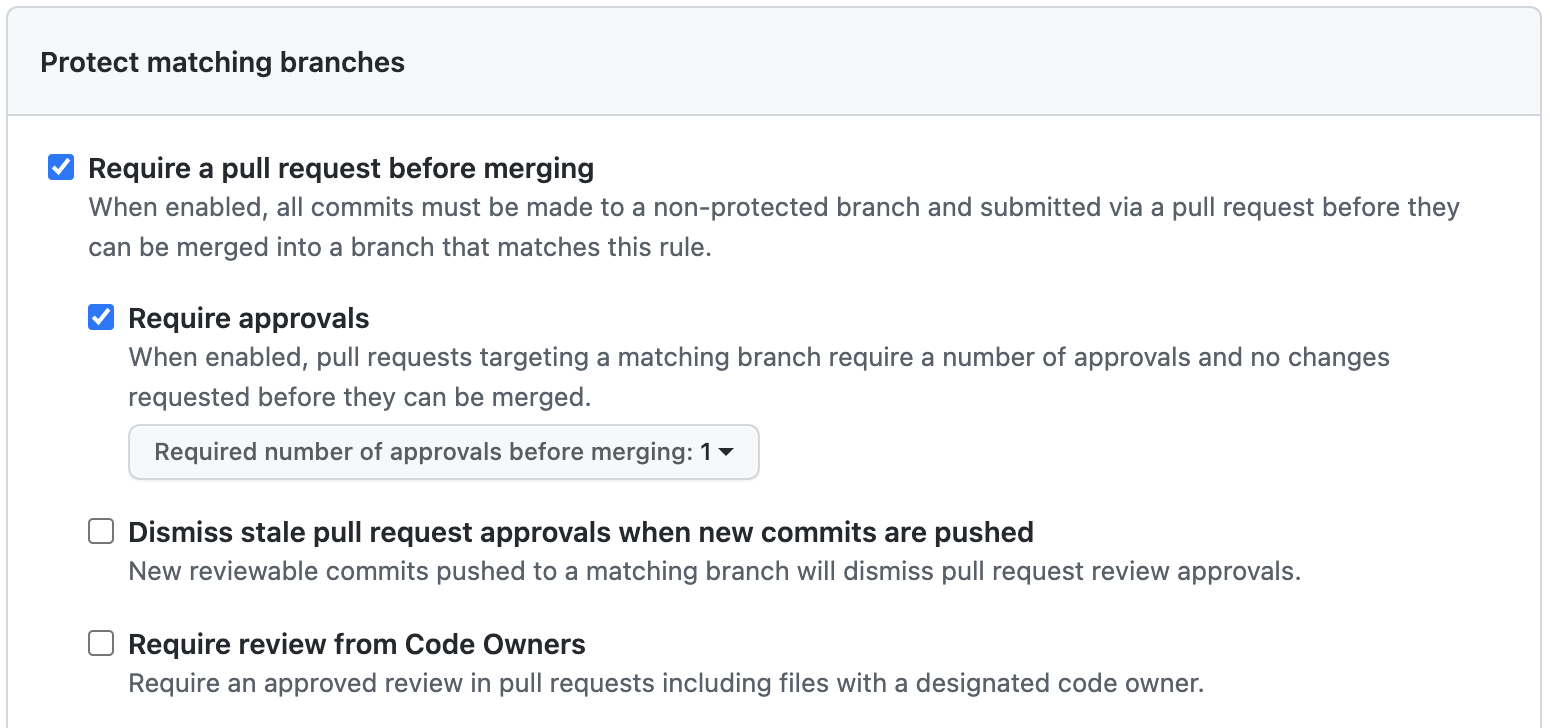 Protect matching branches
Require a pull request before merging
When enabled, all commits must be made to a non-protected branch and submitted via a pull request before they
can be merged into a branch that matches this rule.
Require approvals
When enabled, pull requests targeting a matching branch require a number of approvals and no changes
requested before they can be merged.
Required number of approvals before merging: 1
Dismiss stale pull request approvals when new commits are pushed
New reviewable commits pushed to a matching branch will dismiss pull request review approvals.
Require review from Code Owners
Require an approved review in pull requests including files with a designated code owner.